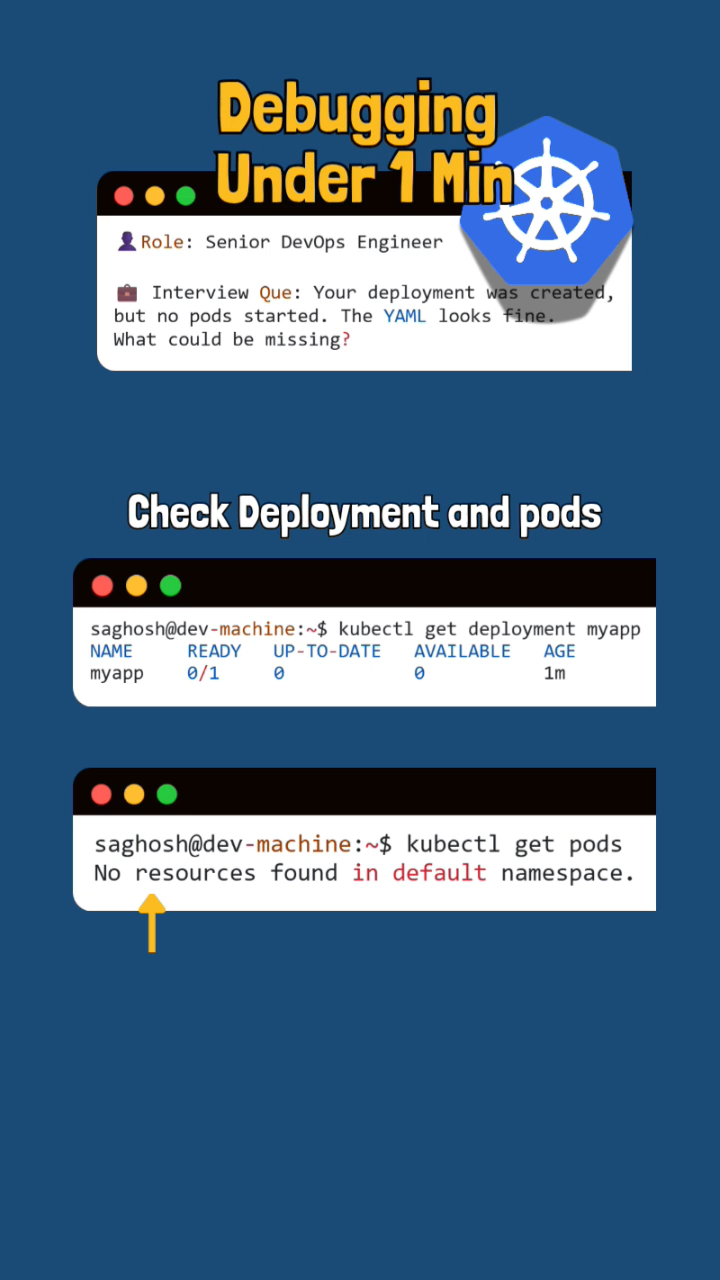 Debugging
Under 1 Min
Role: Senior DevOps Engineer
Interview Que: Your deployment was created,
but no pods started. The YAML looks fine.
What could be missing?
Check Deployment and pods
saghosh@dev-machine:~$ kubectl get deployment myapp
NAME READY UP-TO-DATE AVAILABLE AGE
myapp 0/1 0 0 1m
saghosh@dev-machine:~$ kubectl get pods
No resources found in default namespace.